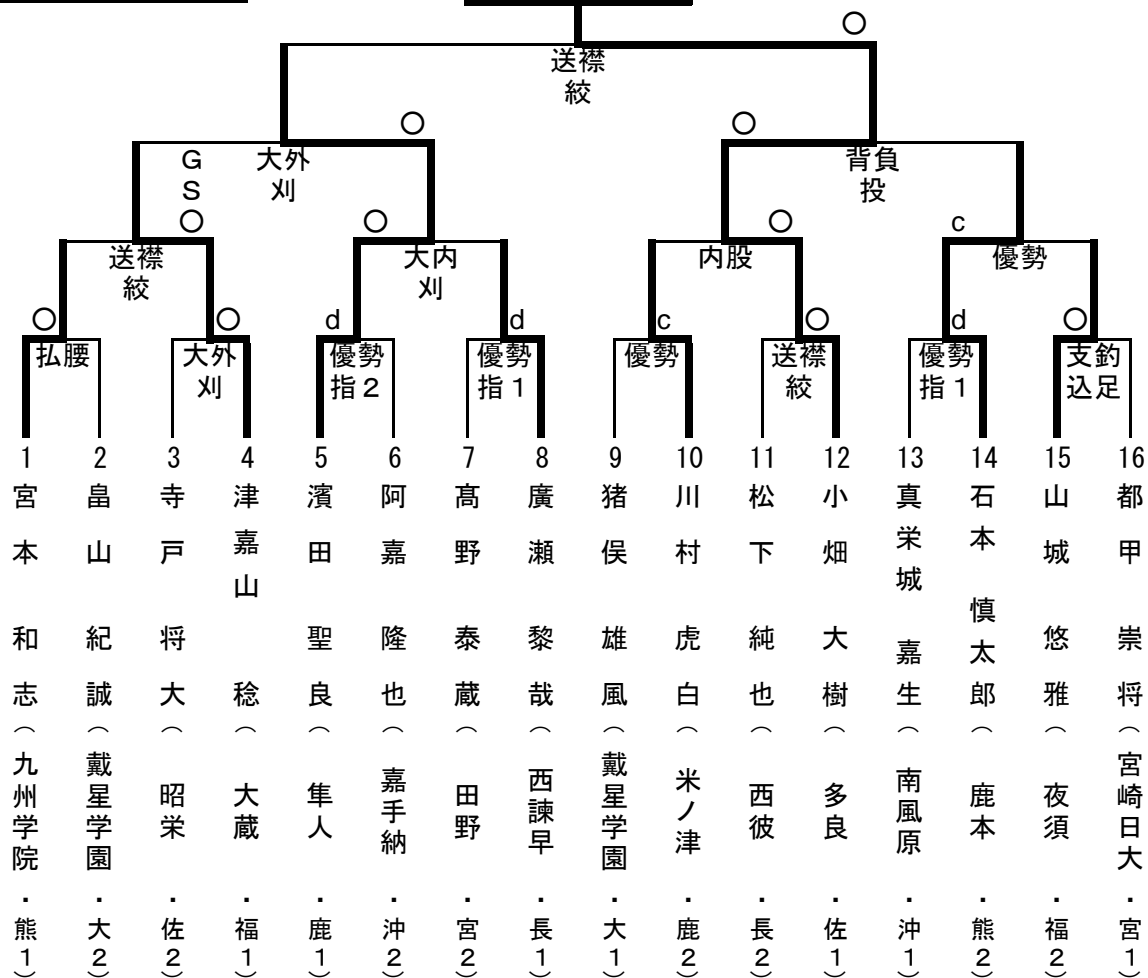 ○
送襟
絞
○
○
G S
大外
刈
背負
投
○
○
○
c
送襟
絞
大内
刈
内股
優勢
○
○
d
d
c
○
d
○
払腰
大外
刈
優勢
指2
優勢
指1
優勢
送襟
絞
優勢
指1
支釣
込足
1 宮本 和志（九州学院・熊1）
2 畠山 紀誠（戴星学園・大2）
3 寺戸 将大（昭栄・佐2）
4 津嘉山 稔（大蔵・福1）
5 濱田 聖良（隼人・鹿1）
6 阿嘉 隆也（嘉手納・沖2）
7 髙野 泰蔵（田野・宮2）
8 廣瀬 黎哉（西諫早・長1）
9 猪俣 雄風（戴星学園・大1）
10 川村 虎白（米ノ津・鹿2）
11 松下 純也（西彼・長2）
12 小畑 大樹（多良・佐1）
13 真栄城 嘉生（南風原・沖1）
14 石本 慎太郎（鹿本・熊2）
15 山城 悠雅（夜須・福2）
16 都甲 崇将（宮崎日大・宮1）